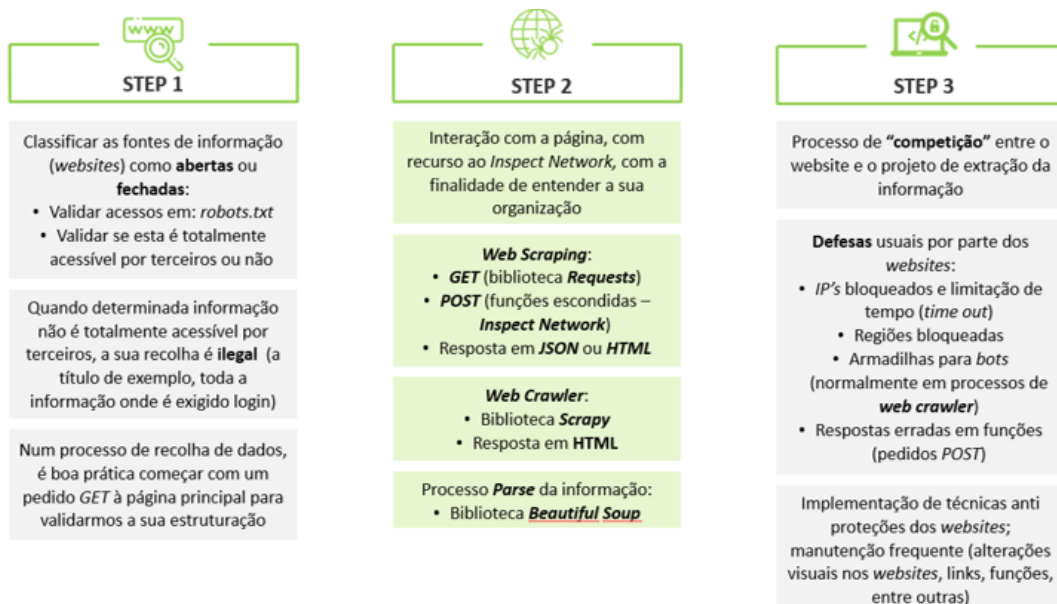 www
STEP 1
Classificar as fontes de informação
(websites) como abertas ou
fechadas:
• Validar acessos em: robots.txt
• Validar se esta é totalmente
acessível por terceiros ou não
Quando determinada informação
não é totalmente acessível por
terceiros, a sua recolha é ilegal (a
título de exemplo, toda a
informação onde é exigido login)
Num processo de recolha de dados,
é boa prática começar com um
pedido GET à página principal para
validarmos a sua estruturação
STEP 2
Interação com a página, com
recurso ao Inspect Network, com a
finalidade de entender a sua
organização
Web Scraping:
• GET (biblioteca Requests)
• POST (funções escondidas –
Inspect Network)
• Resposta em JSON ou HTML
Web Crawler:
• Biblioteca Scrapy
• Resposta em HTML
Processo Parse da informação:
• Biblioteca Beautiful Soup
</>
STEP 3
Processo de “competição” entre o
website e o projeto de extração da
informação
Defesas usuais por parte dos
websites:
• IP’s bloqueados e limitação de
tempo (time out)
• Regiões bloqueadas
• Armadilhas para bots
(normalmente em processos de
web crawler)
• Respostas erradas em funções
(pedidos POST)
Implementação de técnicas anti
proteções dos websites;
manutenção frequente (alterações
visuais nos websites, links, funções,
entre outras)